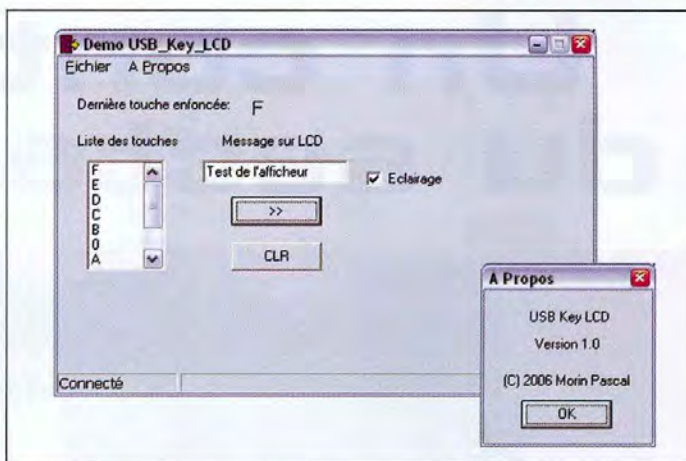 Demo USB_Key_LCD
Fichier A Propos
Dernière touche enfoncée: F
Liste des touches Message sur LCD
F
E
D
C
B
0
A
Test de l'afficheur
Eclairage
>>
CLR
Connecté
A Propos
USB Key LCD
Version 1.0
(C) 2006 Morin Pascal
OK